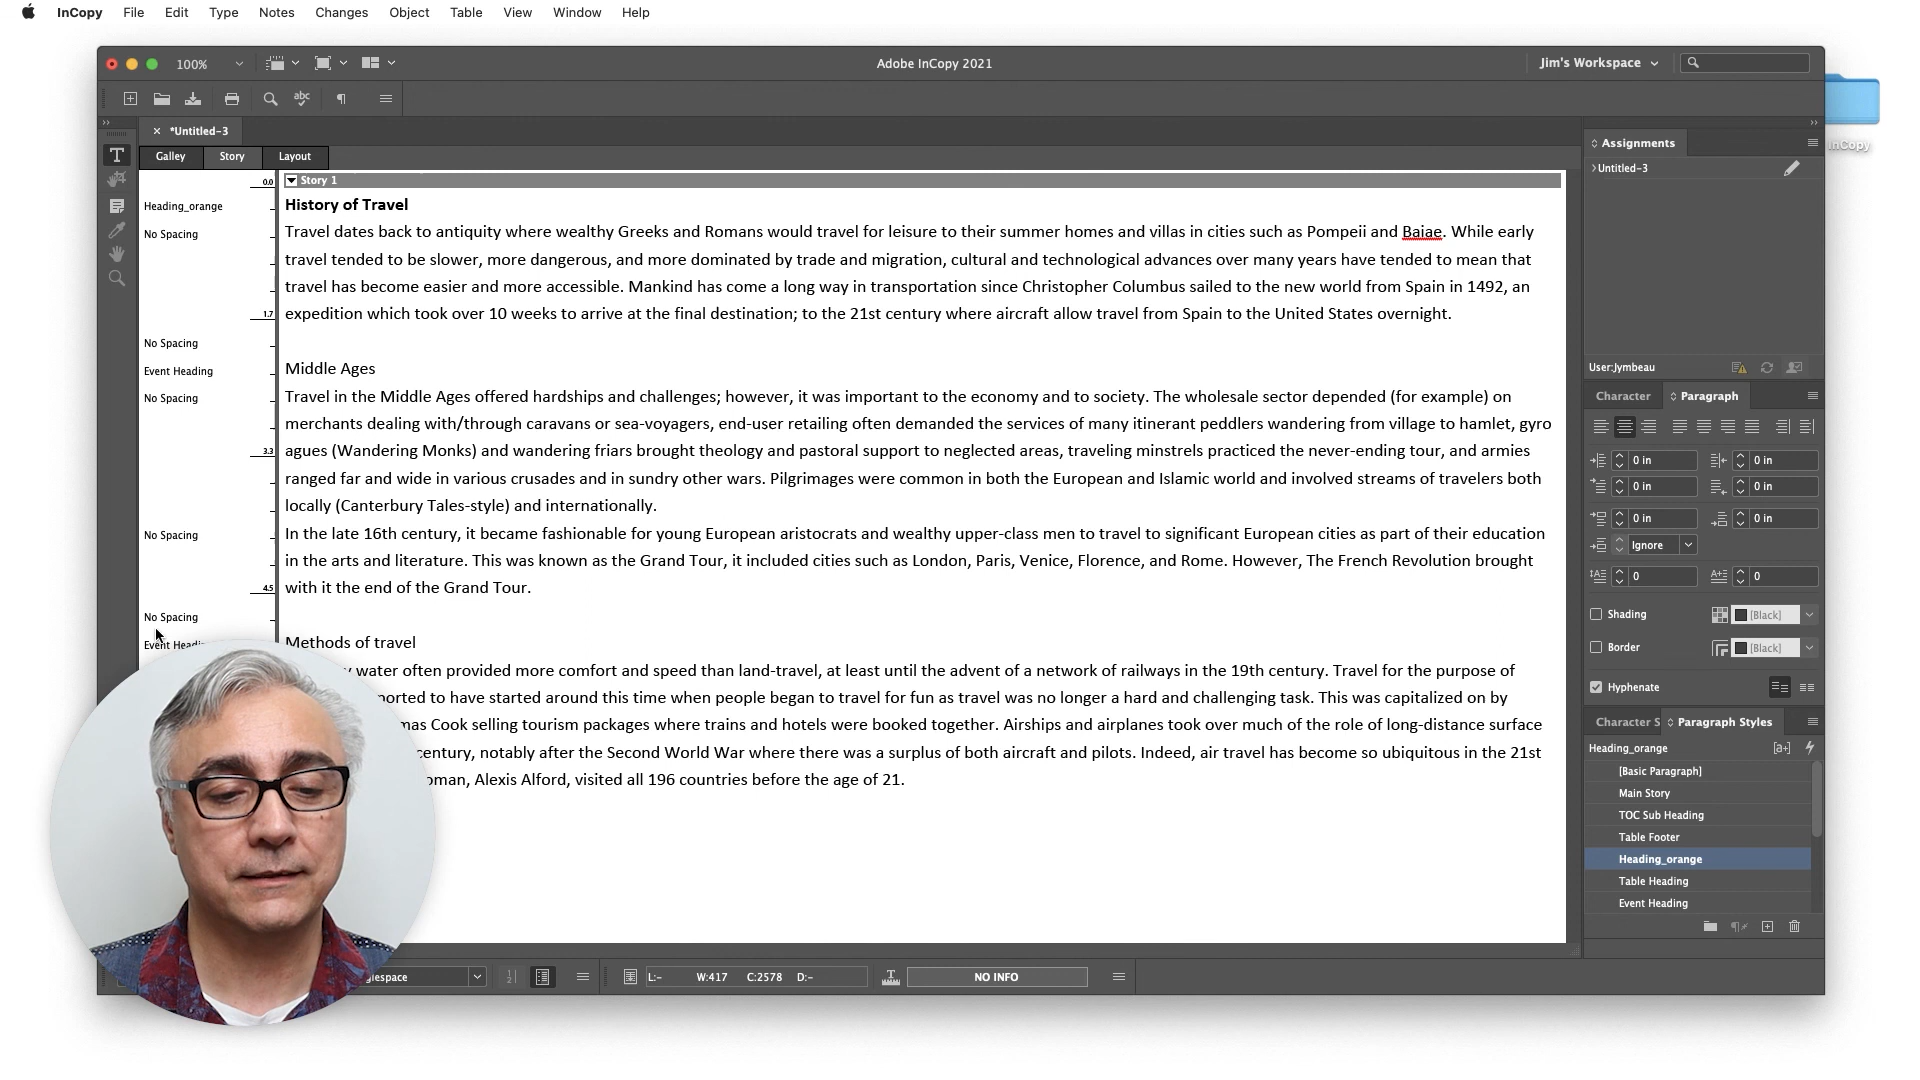 InCopy File Edit Type Notes Changes Object Table View Window Help
100% Adobe InCopy 2021 Jim's Workspace
InCopy
*Untitled-3
Galley Story Layout
0.0 Story 1
Heading_orange History of Travel
No Spacing Travel dates back to antiquity where wealthy Greeks and Romans would travel for leisure to their summer homes and villas in cities such as Pompeii and Baiae. While early
travel tended to be slower, more dangerous, and more dominated by trade and migration, cultural and technological advances over many years have tended to mean that
travel has become easier and more accessible. Mankind has come a long way in transportation since Christopher Columbus sailed to the new world from Spain in 1492, an
1.7 expedition which took over 10 weeks to arrive at the final destination; to the 21st century where aircraft allow travel from Spain to the United States overnight.
No Spacing
Event Heading Middle Ages
No Spacing Travel in the Middle Ages offered hardships and challenges; however, it was important to the economy and to society. The wholesale sector depended (for example) on
merchants dealing with/through caravans or sea-voyagers, end-user retailing often demanded the services of many itinerant peddlers wandering from village to hamlet, gyro
3.3 agues (Wandering Monks) and wandering friars brought theology and pastoral support to neglected areas, traveling minstrels practiced the never-ending tour, and armies
ranged far and wide in various crusades and in sundry other wars. Pilgrimages were common in both the European and Islamic world and involved streams of travelers both
locally (Canterbury Tales-style) and internationally.
No Spacing In the late 16th century, it became fashionable for young European aristocrats and wealthy upper-class men to travel to significant European cities as part of their education
in the arts and literature. This was known as the Grand Tour, it included cities such as London, Paris, Venice, Florence, and Rome. However, The French Revolution brought
4.5 with it the end of the Grand Tour.
No Spacing
Event Methods of travel
water often provided more comfort and speed than land-travel, at least until the advent of a network of railways in the 19th century. Travel for the purpose of
to have started around this time when people began to travel for fun as travel was no longer a hard and challenging task. This was capitalized on by
Cook selling tourism packages where trains and hotels were booked together. Airships and airplanes took over much of the role of long-distance surface
century, notably after the Second World War where there was a surplus of both aircraft and pilots. Indeed, air travel has become so ubiquitous in the 21st
Alexis Alford, visited all 196 countries before the age of 21.
L:– W:417 C:2578 D:– NO INFO
Assignments
Untitled-3
User:Jymbeau
Character Paragraph
0 in 0 in
0 in 0 in
0 in 0 in
Ignore
0 0
Shading [Black]
Border [Black]
Hyphenate
Character S Paragraph Styles
Heading_orange [a+]
[Basic Paragraph]
Main Story
TOC Sub Heading
Table Footer
Heading_orange
Table Heading
Event Heading